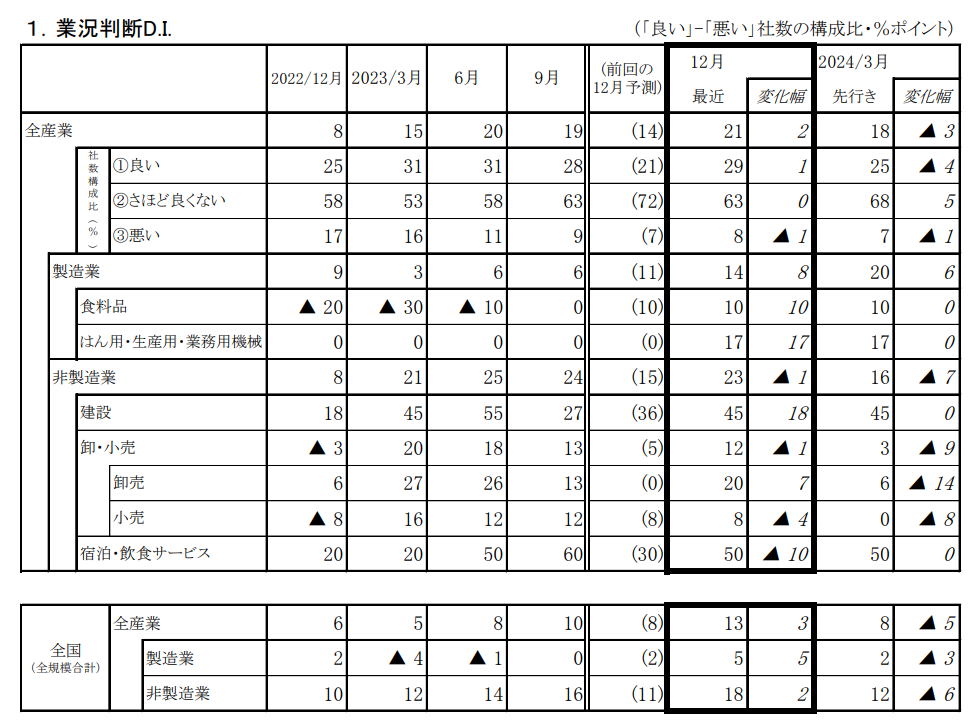 １．業況判断D.I.　（「良い」-「悪い」社数の構成比・％ポイント）
2022/12月 2023/3月 6月 9月 (前回の12月予測) 12月 最近 変化幅 2024/3月 先行き 変化幅
全産業 8 15 20 19 (14) 21 2 18 ▲ 3
社数構成比（％）
①良い 25 31 31 28 (21) 29 1 25 ▲ 4
②さほど良くない 58 53 58 63 (72) 63 0 68 5
③悪い 17 16 11 9 (7) 8 ▲ 1 7 ▲ 1
製造業 9 3 6 6 (11) 14 8 20 6
食料品 ▲ 20 ▲ 30 ▲ 10 0 (10) 10 10 10 0
はん用・生産用・業務用機械 0 0 0 0 (0) 17 17 17 0
非製造業 8 21 25 24 (15) 23 ▲ 1 16 ▲ 7
建設 18 45 55 27 (36) 45 18 45 0
卸・小売 ▲ 3 20 18 13 (5) 12 ▲ 1 3 ▲ 9
卸売 6 27 26 13 (0) 20 7 6 ▲ 14
小売 ▲ 8 16 12 12 (8) 8 ▲ 4 0 ▲ 8
宿泊・飲食サービス 20 20 50 60 (30) 50 ▲ 10 50 0
全国
（全規模合計）
全産業 6 5 8 10 (8) 13 3 8 ▲ 5
製造業 2 ▲ 4 ▲ 1 0 (2) 5 5 2 ▲ 3
非製造業 10 12 14 16 (11) 18 2 12 ▲ 6